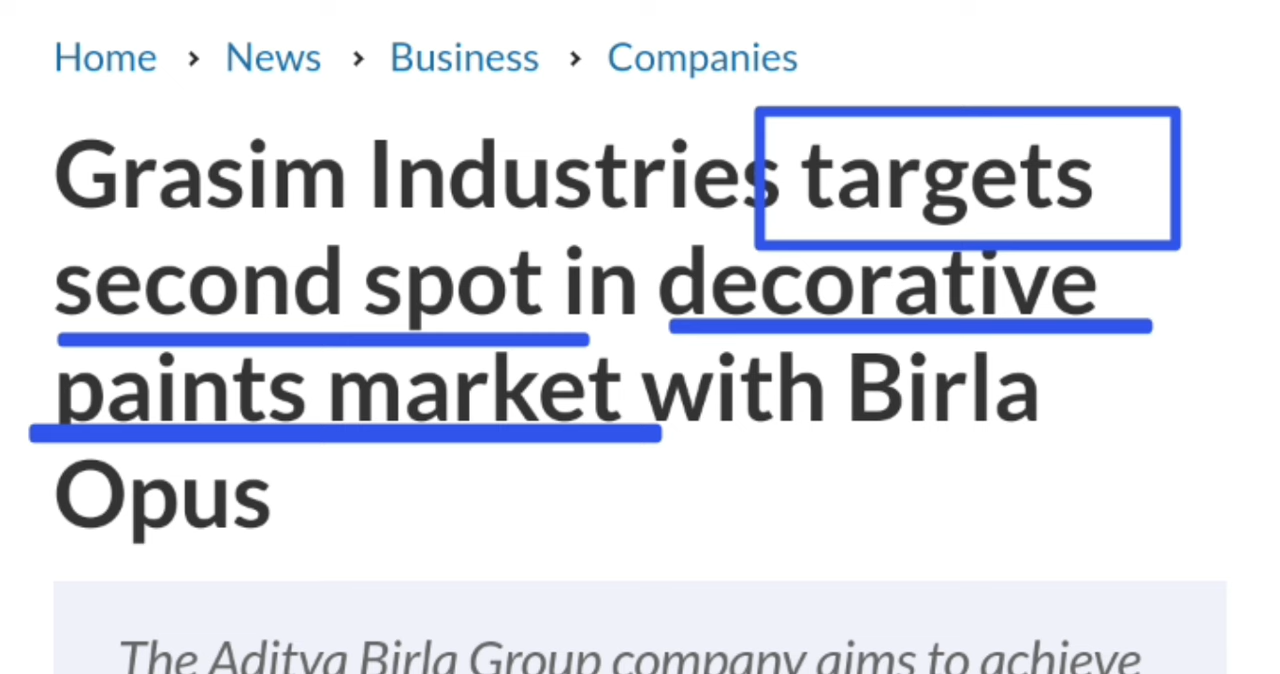 Home > News > Business > Companies
Grasim Industries targets
second spot in decorative
paints market with Birla
Opus
The Aditya Birla Group company aims to achieve